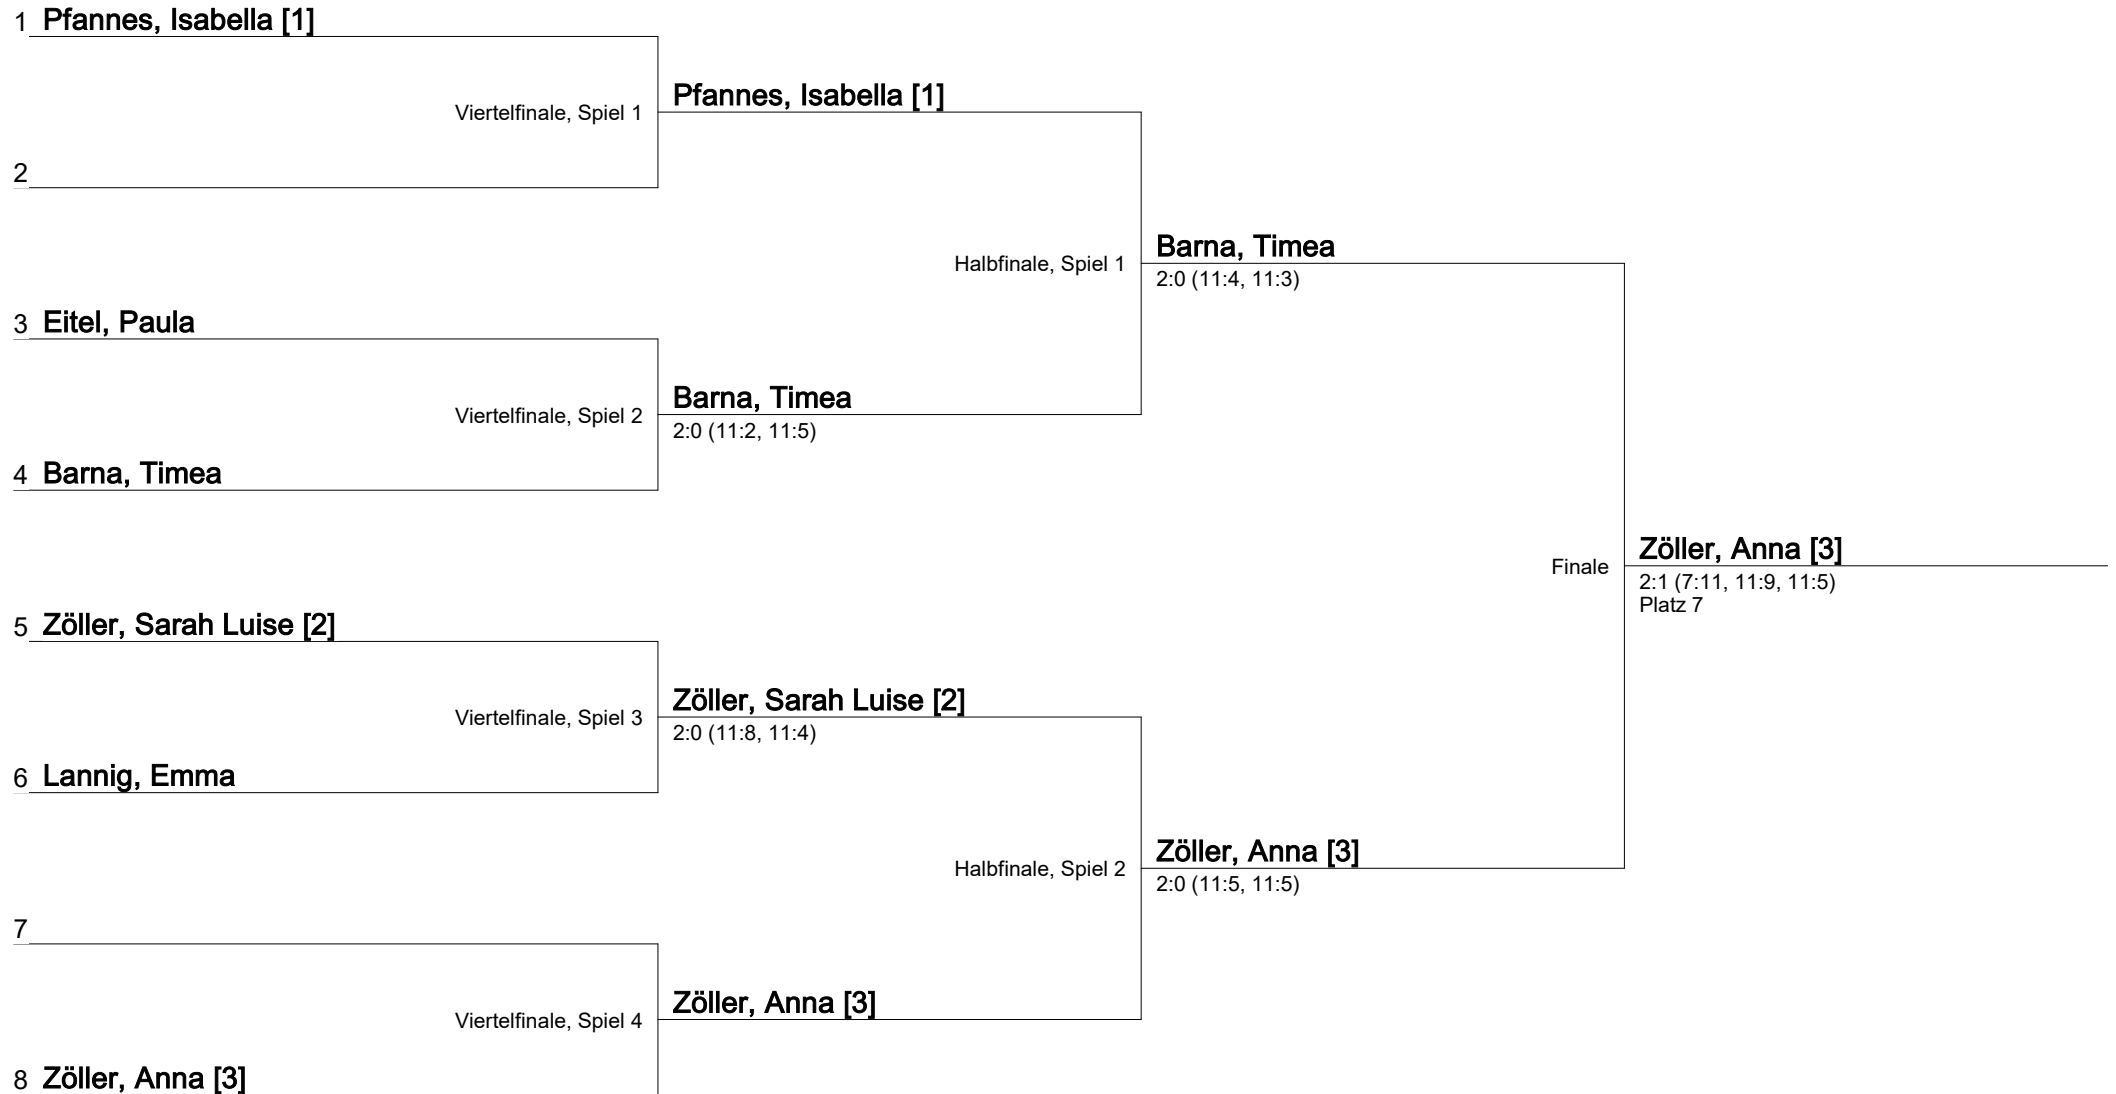 1 Pfannes, Isabella [1]
Pfannes, Isabella [1]
Viertelfinale, Spiel 1
2
Barna, Timea
Halbfinale, Spiel 1
2:0 (11:4, 11:3)
3 Eitel, Paula
Barna, Timea
Viertelfinale, Spiel 2
2:0 (11:2, 11:5)
4 Barna, Timea
Zöller, Anna [3]
Finale
2:1 (7:11, 11:9, 11:5)
Platz 7
5 Zöller, Sarah Luise [2]
Zöller, Sarah Luise [2]
Viertelfinale, Spiel 3
2:0 (11:8, 11:4)
6 Lannig, Emma
Zöller, Anna [3]
Halbfinale, Spiel 2
2:0 (11:5, 11:5)
7
Zöller, Anna [3]
Viertelfinale, Spiel 4
8 Zöller, Anna [3]